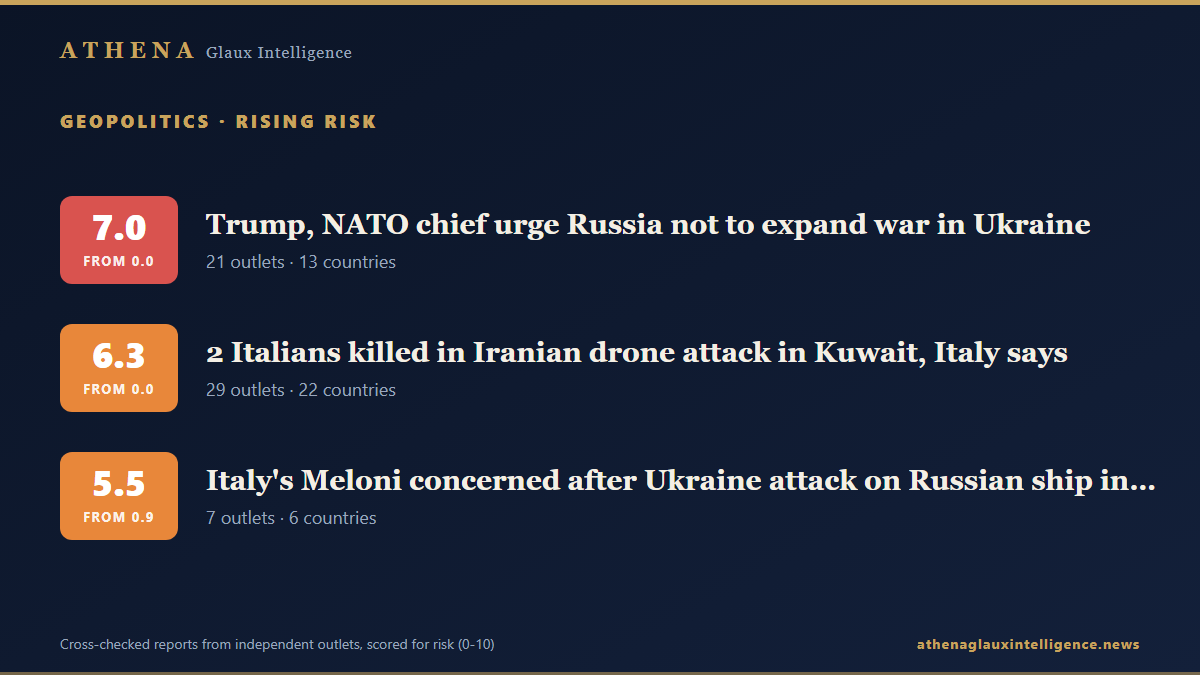 ATHENA Glaux Intelligence
GEOPOLITICS · RISING RISK
7.0
FROM 0.0
Trump, NATO chief urge Russia not to expand war in Ukraine
21 outlets · 13 countries
6.3
FROM 0.0
2 Italians killed in Iranian drone attack in Kuwait, Italy says
29 outlets · 22 countries
5.5
FROM 0.9
Italy's Meloni concerned after Ukraine attack on Russian ship in...
7 outlets · 6 countries
Cross-checked reports from independent outlets, scored for risk (0-10)
athenaglauxintelligence.news